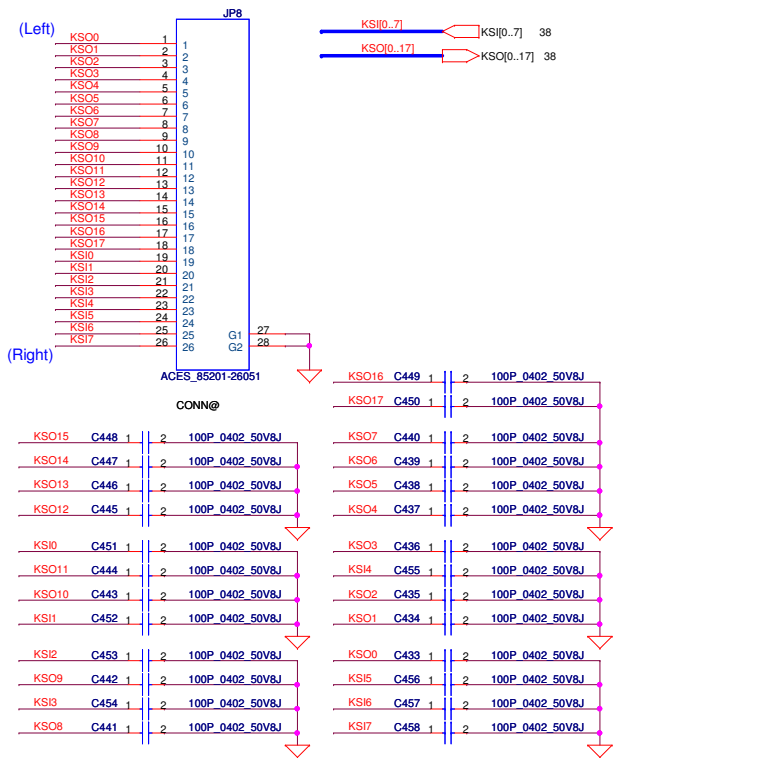 JP8
(Left)
KSO0 1 1
KSO1 2 2
KSO2 3 3
KSO3 4 4
KSO4 5 5
KSO5 6 6
KSO6 7 7
KSO7 8 8
KSO8 9 9
KSO9 10 10
KSO10 11 11
KSO11 12 12
KSO12 13 13
KSO13 14 14
KSO14 15 15
KSO15 16 16
KSO16 17 17
KSO17 18 18
KSI0 19 19
KSI1 20 20
KSI2 21 21
KSI3 22 22
KSI4 23 23
KSI5 24 24
KSI6 25 25 G1 27
KSI7 26 26 G2 28
(Right)
ACES_85201-26051
CONN@
KSI[0..7] KSI[0..7] 38
KSO[0..17] KSO[0..17] 38
KSO16 C449 1 2 100P_0402_50V8J
KSO17 C450 1 2 100P_0402_50V8J
KSO15 C448 1 2 100P_0402_50V8J
KSO14 C447 1 2 100P_0402_50V8J
KSO13 C446 1 2 100P_0402_50V8J
KSO12 C445 1 2 100P_0402_50V8J
KSO7 C440 1 2 100P_0402_50V8J
KSO6 C439 1 2 100P_0402_50V8J
KSO5 C438 1 2 100P_0402_50V8J
KSO4 C437 1 2 100P_0402_50V8J
KSI0 C451 1 2 100P_0402_50V8J
KSO11 C444 1 2 100P_0402_50V8J
KSO10 C443 1 2 100P_0402_50V8J
KSI1 C452 1 2 100P_0402_50V8J
KSO3 C436 1 2 100P_0402_50V8J
KSI4 C455 1 2 100P_0402_50V8J
KSO2 C435 1 2 100P_0402_50V8J
KSO1 C434 1 2 100P_0402_50V8J
KSI2 C453 1 2 100P_0402_50V8J
KSO9 C442 1 2 100P_0402_50V8J
KSI3 C454 1 2 100P_0402_50V8J
KSO8 C441 1 2 100P_0402_50V8J
KSO0 C433 1 2 100P_0402_50V8J
KSI5 C456 1 2 100P_0402_50V8J
KSI6 C457 1 2 100P_0402_50V8J
KSI7 C458 1 2 100P_0402_50V8J